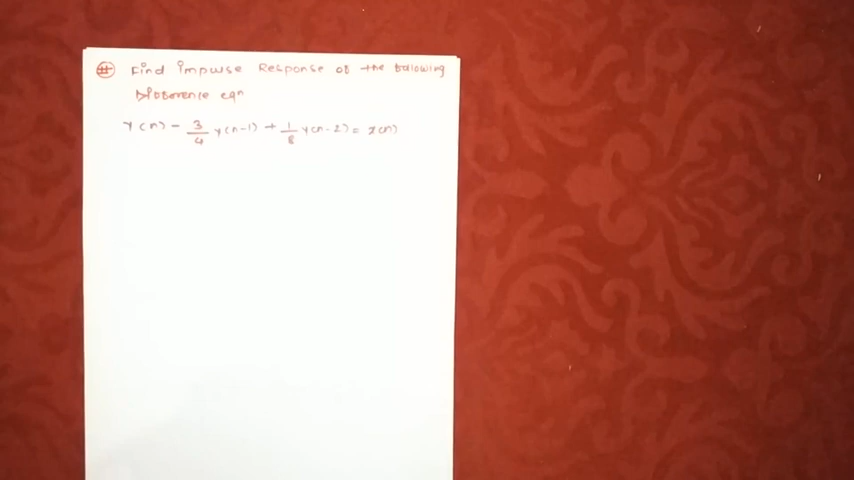 # Find impulse Response of the following
Difference eqn
y(n) - 3/4 y(n-1) + 1/8 y(n-2) = x(n)